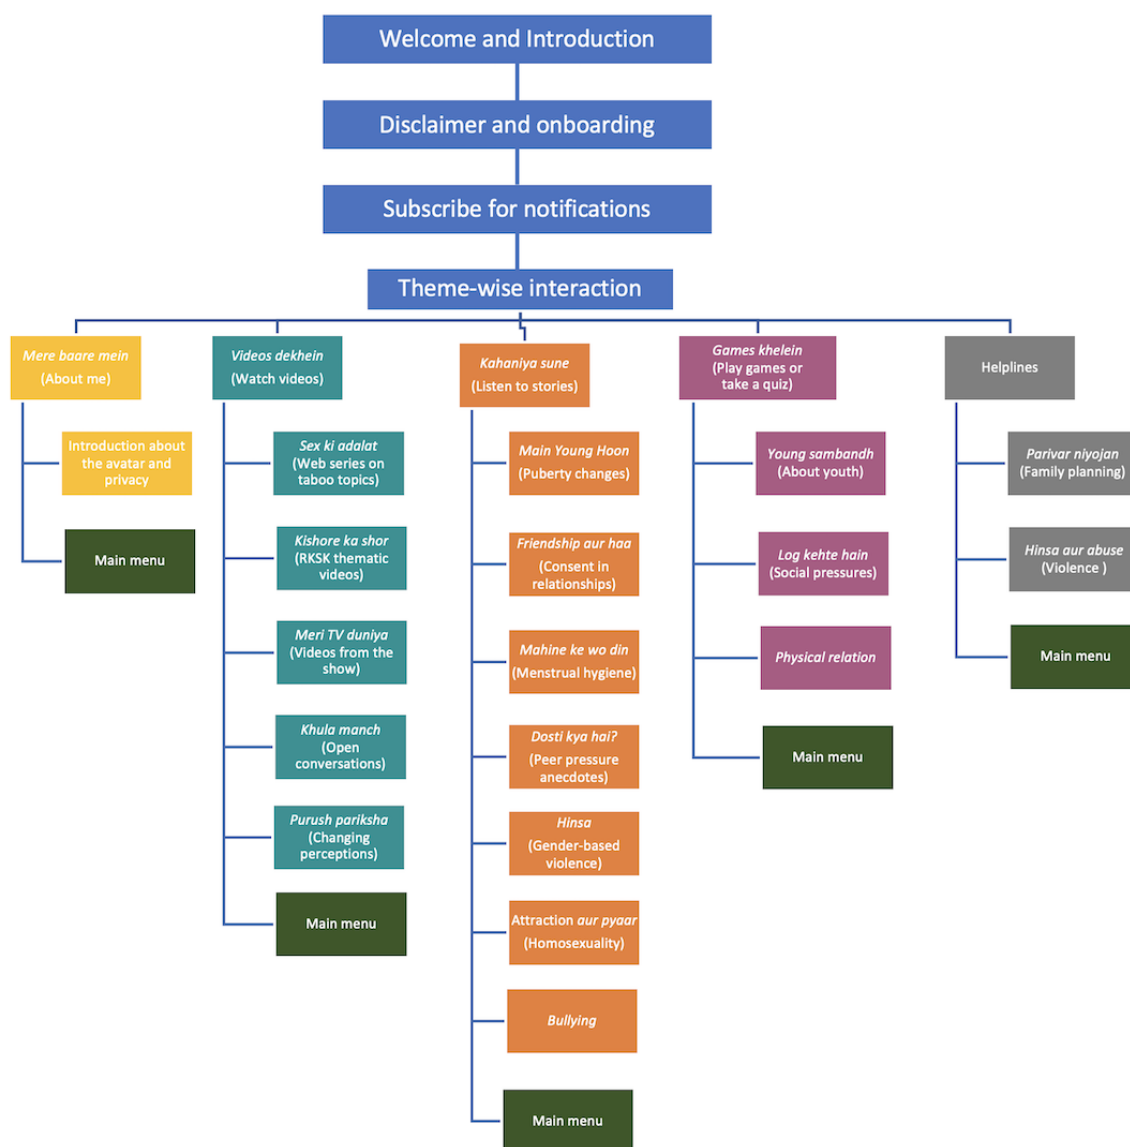 Welcome and Introduction
Disclaimer and onboarding
Subscribe for notifications
Theme-wise interaction
Mere baare mein
(About me)
Introduction about
the avatar and
privacy
Main menu
Videos dekhein
(Watch videos)
Sex ki adalat
(Web series on
taboo topics)
Kishore ka shor
(RKSK thematic
videos)
Meri TV duniya
(Videos from the
show)
Khula manch
(Open
conversations)
Purush pariksha
(Changing
perceptions)
Main menu
Kahaniya sune
(Listen to stories)
Main Young Hoon
(Puberty changes)
Friendship aur haa
(Consent in
relationships)
Mahine ke wo din
(Menstrual hygiene)
Dosti kya hai?
(Peer pressure
anecdotes)
Hinsa
(Gender-based
violence)
Attraction aur pyaar
(Homosexuality)
Bullying
Main menu
Games khelein
(Play games or
take a quiz)
Young sambandh
(About youth)
Log kehte hain
(Social pressures)
Physical relation
Main menu
Helplines
Parivar niyojan
(Family planning)
Hinsa aur abuse
(Violence )
Main menu